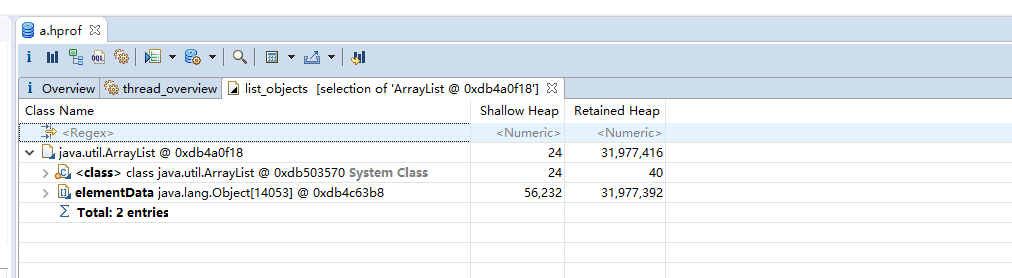 a.hprof
i OQL
i Overview thread_overview list_objects [selection of 'ArrayList @ 0xdb4a0f18']
Class Name Shallow Heap Retained Heap
<Regex> <Numeric> <Numeric>
java.util.ArrayList @ 0xdb4a0f18 24 31,977,416
<class> class java.util.ArrayList @ 0xdb503570 System Class 24 40
elementData java.lang.Object[14053] @ 0xdb4c63b8 56,232 31,977,392
Σ Total: 2 entries